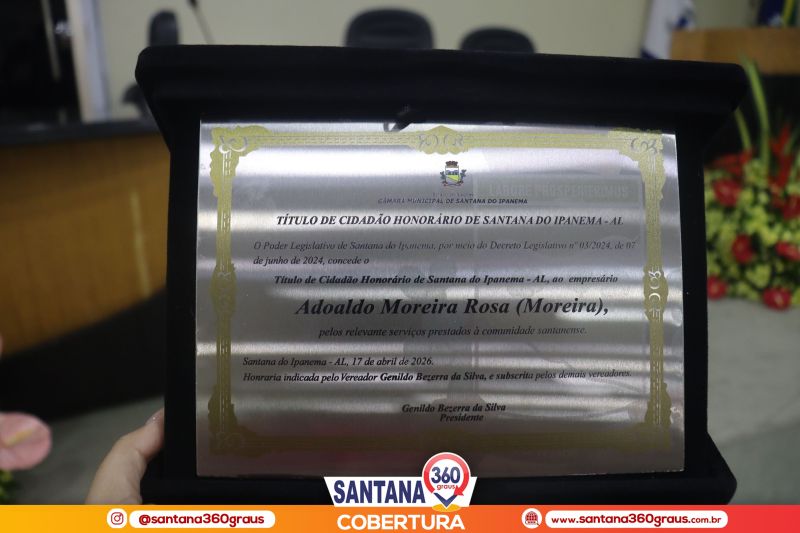 LABORE PROSPERITEMUS
CÂMARA MUNICIPAL DE SANTANA DO IPANEMA
TÍTULO DE CIDADÃO HONORÁRIO DE SANTANA DO IPANEMA - AL
O Poder Legislativo de Santana do Ipanema, por meio do Decreto Legislativo nº 03/2024, de 07
de junho de 2024, concede o
Título de Cidadão Honorário de Santana do Ipanema - AL, ao empresário
Adoaldo Moreira Rosa (Moreira),
pelos relevante serviços prestados à comunidade santanense.
Santana do Ipanema - AL, 17 de abril de 2026.
Honraria indicada pelo Vereador Genildo Bezerra da Silva, e subscrita pelos demais vereadores.
Genildo Bezerra da Silva
Presidente
SANTANA 360 graus
@santana360graus
COBERTURA
www.santana360graus.com.br